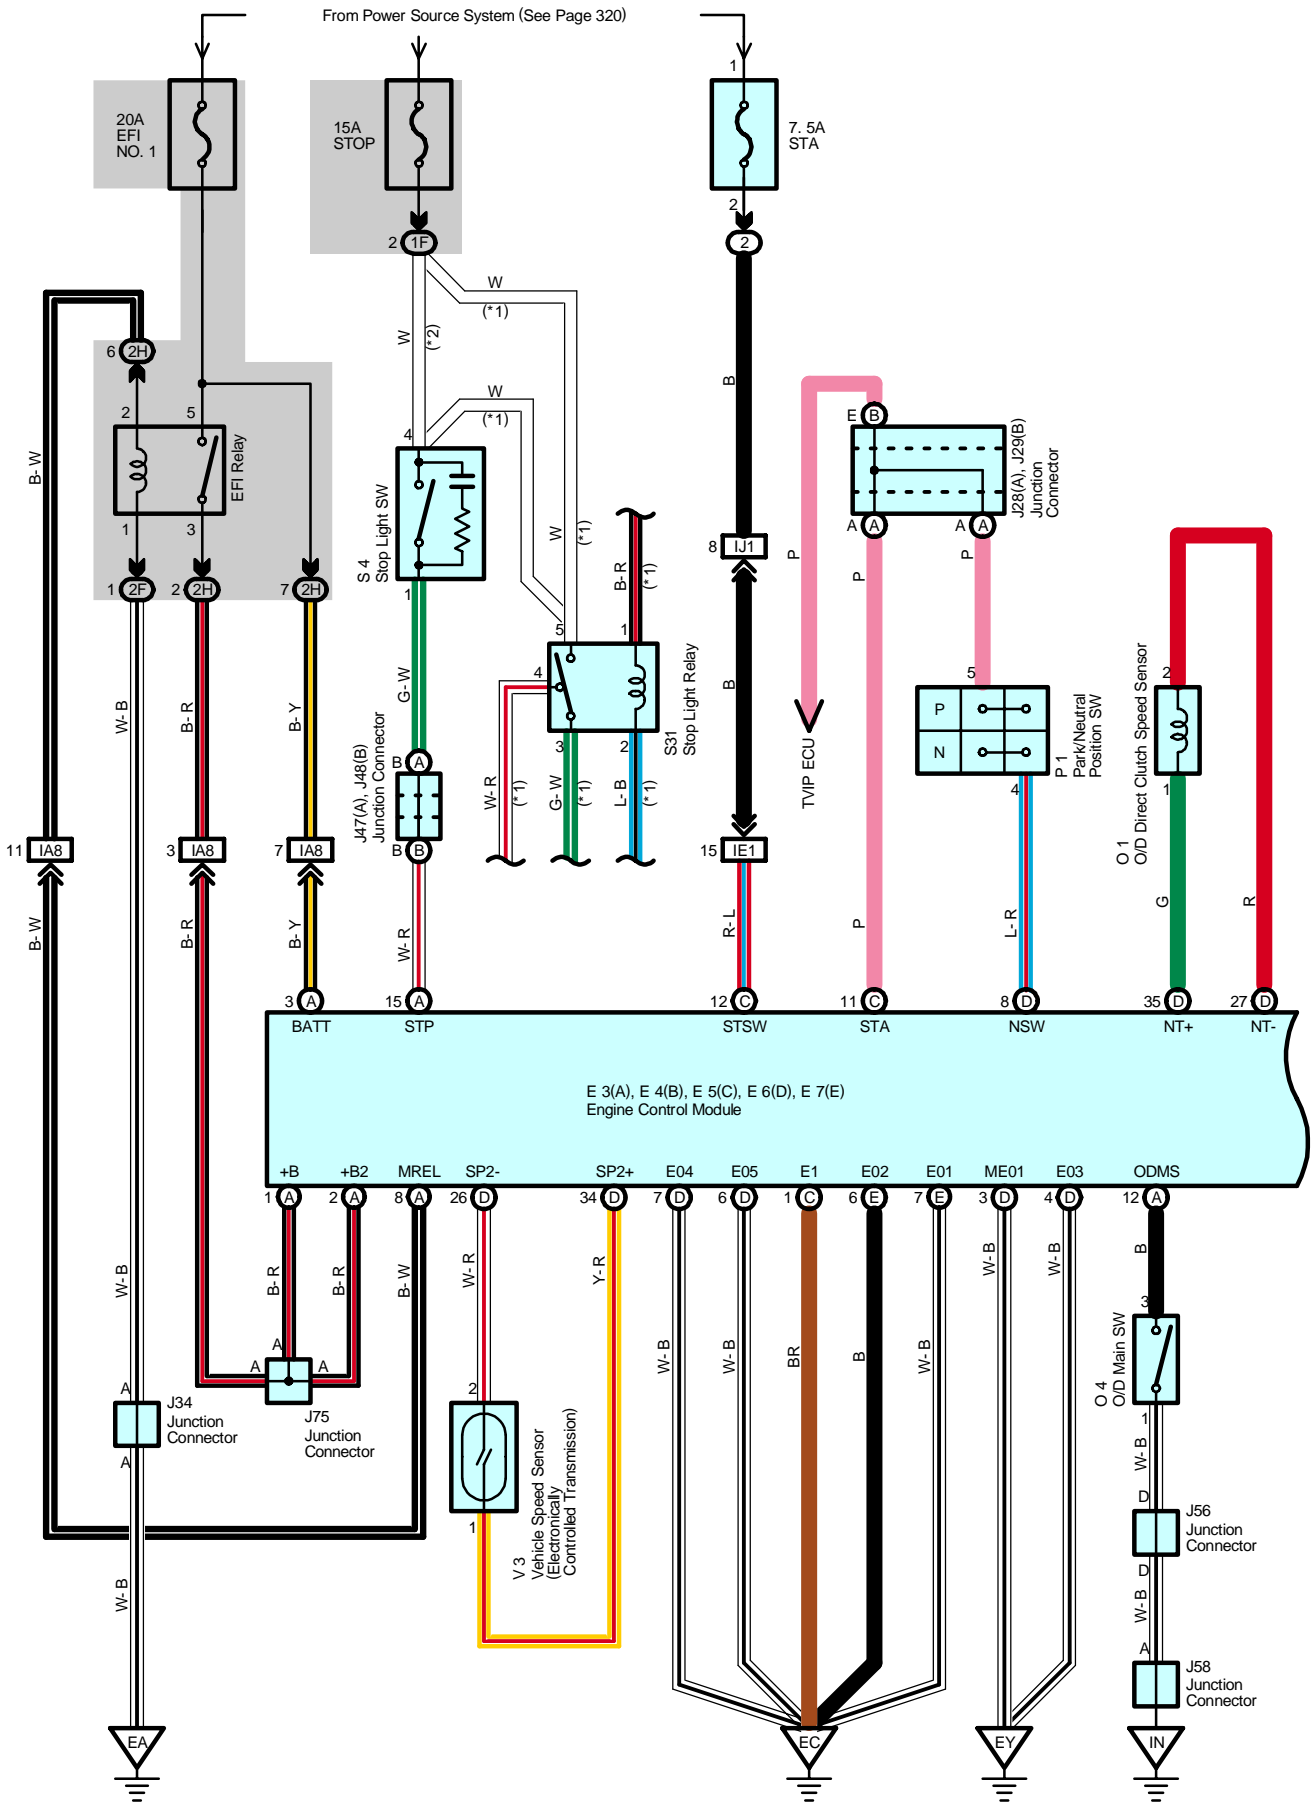 From Power Source System (See Page 320)
1
20A
EFI
NO. 1
15A
STOP
7. 5A
STA
2
2 1F
2
W
(*1)
W
(*2)
B
6 2H
W
(*1)
E B
2 5
4
J28(A), J29(B)
Junction
Connector
B-W
EFI Relay
S 4
Stop Light SW
W
(*1)
B-R
(*1)
8 IJ1
A A
A A
1 3
P
P
P
1 2F
2 2H
7 2H
1
5 1
4
S31
Stop Light Relay
3 2
B
5
2
P
N
P 1
Park/Neutral
Position SW
O 1
O/D Direct Clutch Speed Sensor
W-B
B-R
B-Y
G-W
TVIP ECU
4
1
B A
J47(A), J48(B)
Junction Connector
W-R
(*1)
G-W
(*1)
L-B
(*1)
11 IA8
3 IA8
7 IA8
B B
15 IE1
B-W
B-R
B-Y
W-R
R-L
P
L-R
G
R
3 A
15 A
12 C
11 C
8 D
35 D
27 D
BATT
STP
STSW
STA
NSW
NT+
NT-
E 3(A), E 4(B), E 5(C), E 6(D), E 7(E)
Engine Control Module
+B
+B2
MREL
SP2-
SP2+
E04
E05
E1
E02
E01
ME01
E03
ODMS
1 A
2 A
8 A
26 D
34 D
7 D
6 D
1 C
6 E
7 E
3 D
4 D
12 A
W-B
B-R
B-R
B-W
W-R
Y-R
W-B
W-B
B
3
W-B
W-B
BR
B
W-B
O 4
O/D Main SW
A
A A
A
J34
Junction
Connector
A
J75
Junction
Connector
2
1
V 3
Vehicle Speed Sensor
(Electronically
Controlled Transmission)
1
W-B
D
J56
Junction
Connector
D
W-B
W-B
A
J58
Junction
Connector
EA
EC
EY
IN